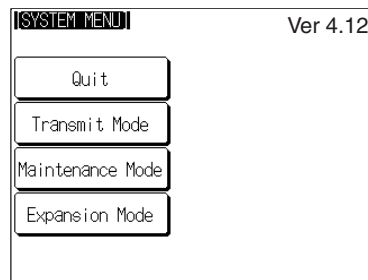 [SYSTEM MENU]
Ver 4.12
Quit
Transmit Mode
Maintenance Mode
Expansion Mode